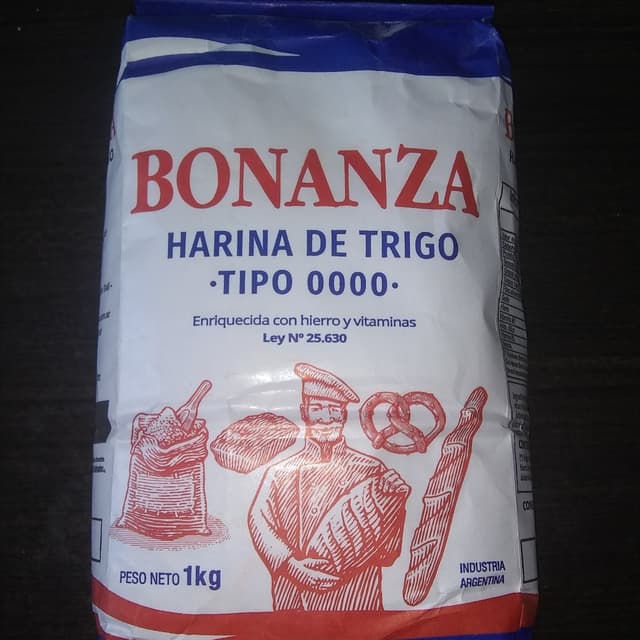 BONANZA
HARINA DE TRIGO
·TIPO 0000·
Enriquecida con hierro y vitaminas
Ley Nº 25.630
PESO NETO 1kg
INDUSTRIA
ARGENTINA